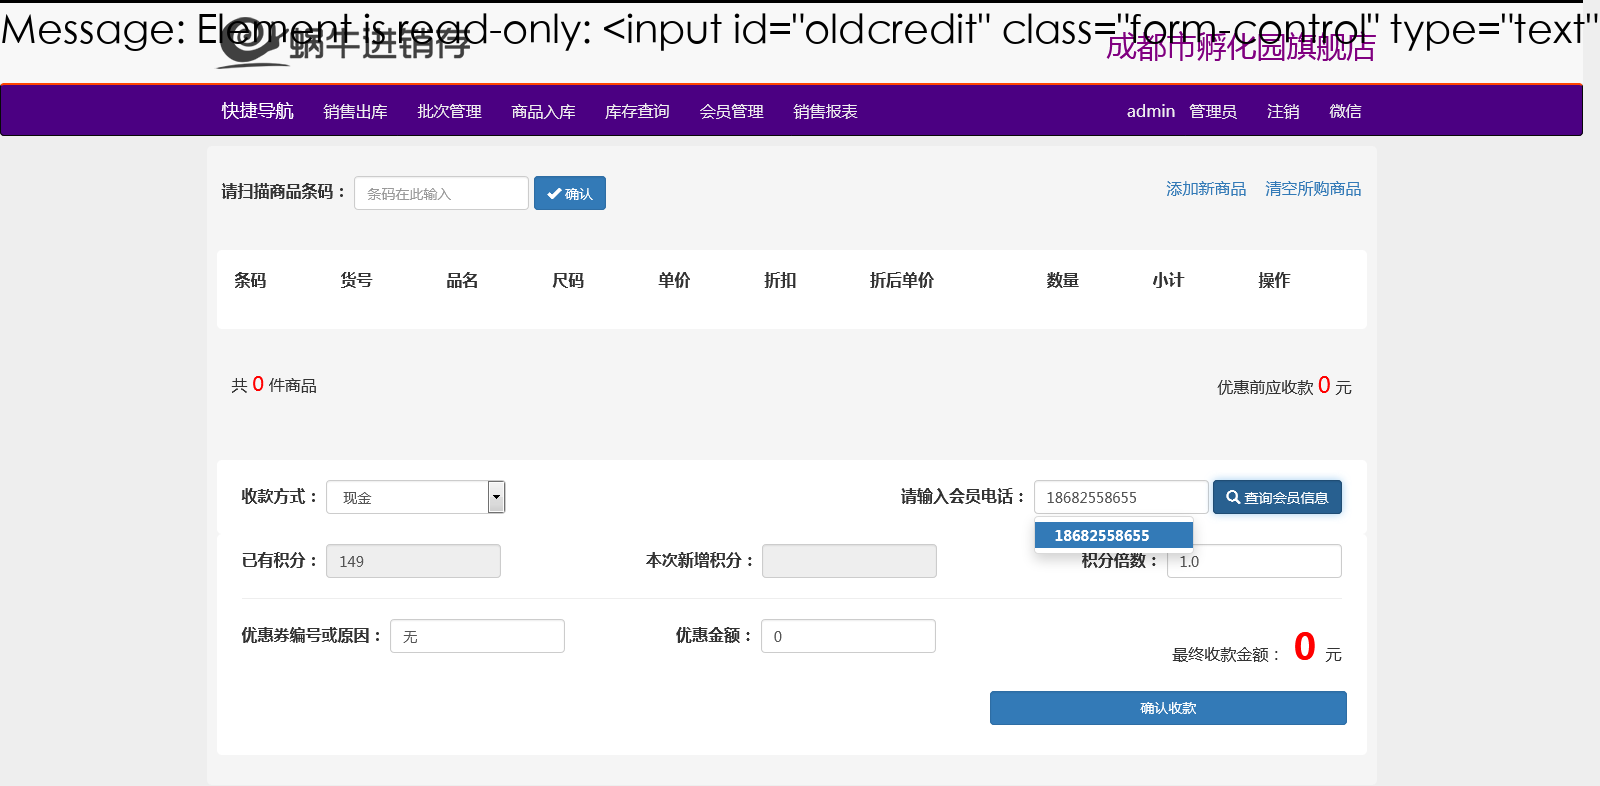 Message: Element is read-only: <input id="oldcredit" class="form-control" type="text"
蜗牛进销存
成都市孵化园旗舰店
快捷导航 销售出库 批次管理 商品入库 库存查询 会员管理 销售报表 admin 管理员 注销 微信
请扫描商品条码： 条码在此输入 确认 添加新商品 清空所购商品
条码 货号 品名 尺码 单价 折扣 折后单价 数量 小计 操作
共 0 件商品 优惠前应收款 0 元
收款方式： 现金 请输入会员电话： 18682558655 查询会员信息
18682558655
已有积分： 149 本次新增积分： 积分倍数： 1.0
优惠券编号或原因： 无 优惠金额： 0
最终收款金额： 0 元
确认收款